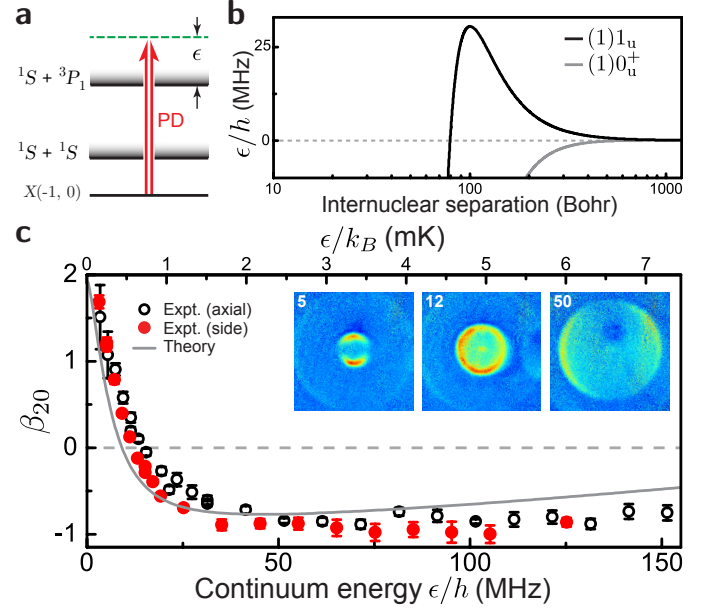 a
ϵ
¹S + ³P₁
PD
¹S + ¹S
X(-1, 0)
b
ϵ/h (MHz)
25
0
(1)1ᵤ
(1)0ᵤ⁺
10
100
1000
Internuclear separation (Bohr)
c
ϵ/k_B (mK)
0
1
2
3
4
5
6
7
β₂₀
2
1
0
-1
Expt. (axial)
Expt. (side)
Theory
5
12
50
0
50
100
150
Continuum energy ϵ/h (MHz)